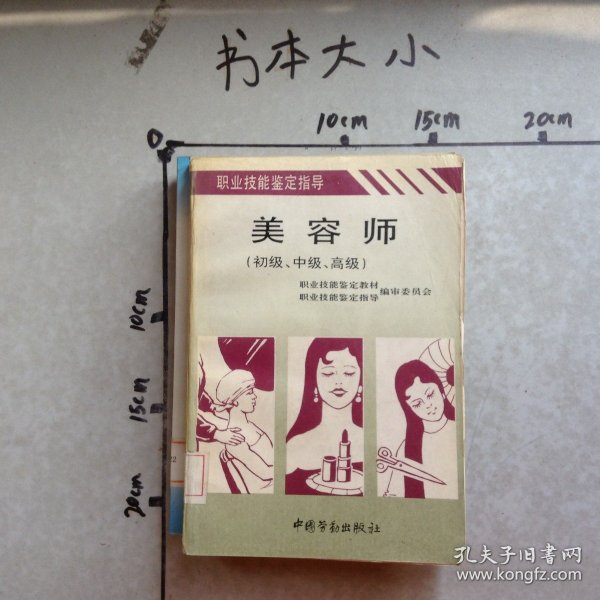 书本大小
10cm 15cm 20cm
0
职业技能鉴定指导
美容师
(初级、中级、高级)
职业技能鉴定教材
职业技能鉴定指导
编审委员会
10cm
15cm
20cm
22
中国劳动出版社
孔夫子旧书网
www.kongfz.com